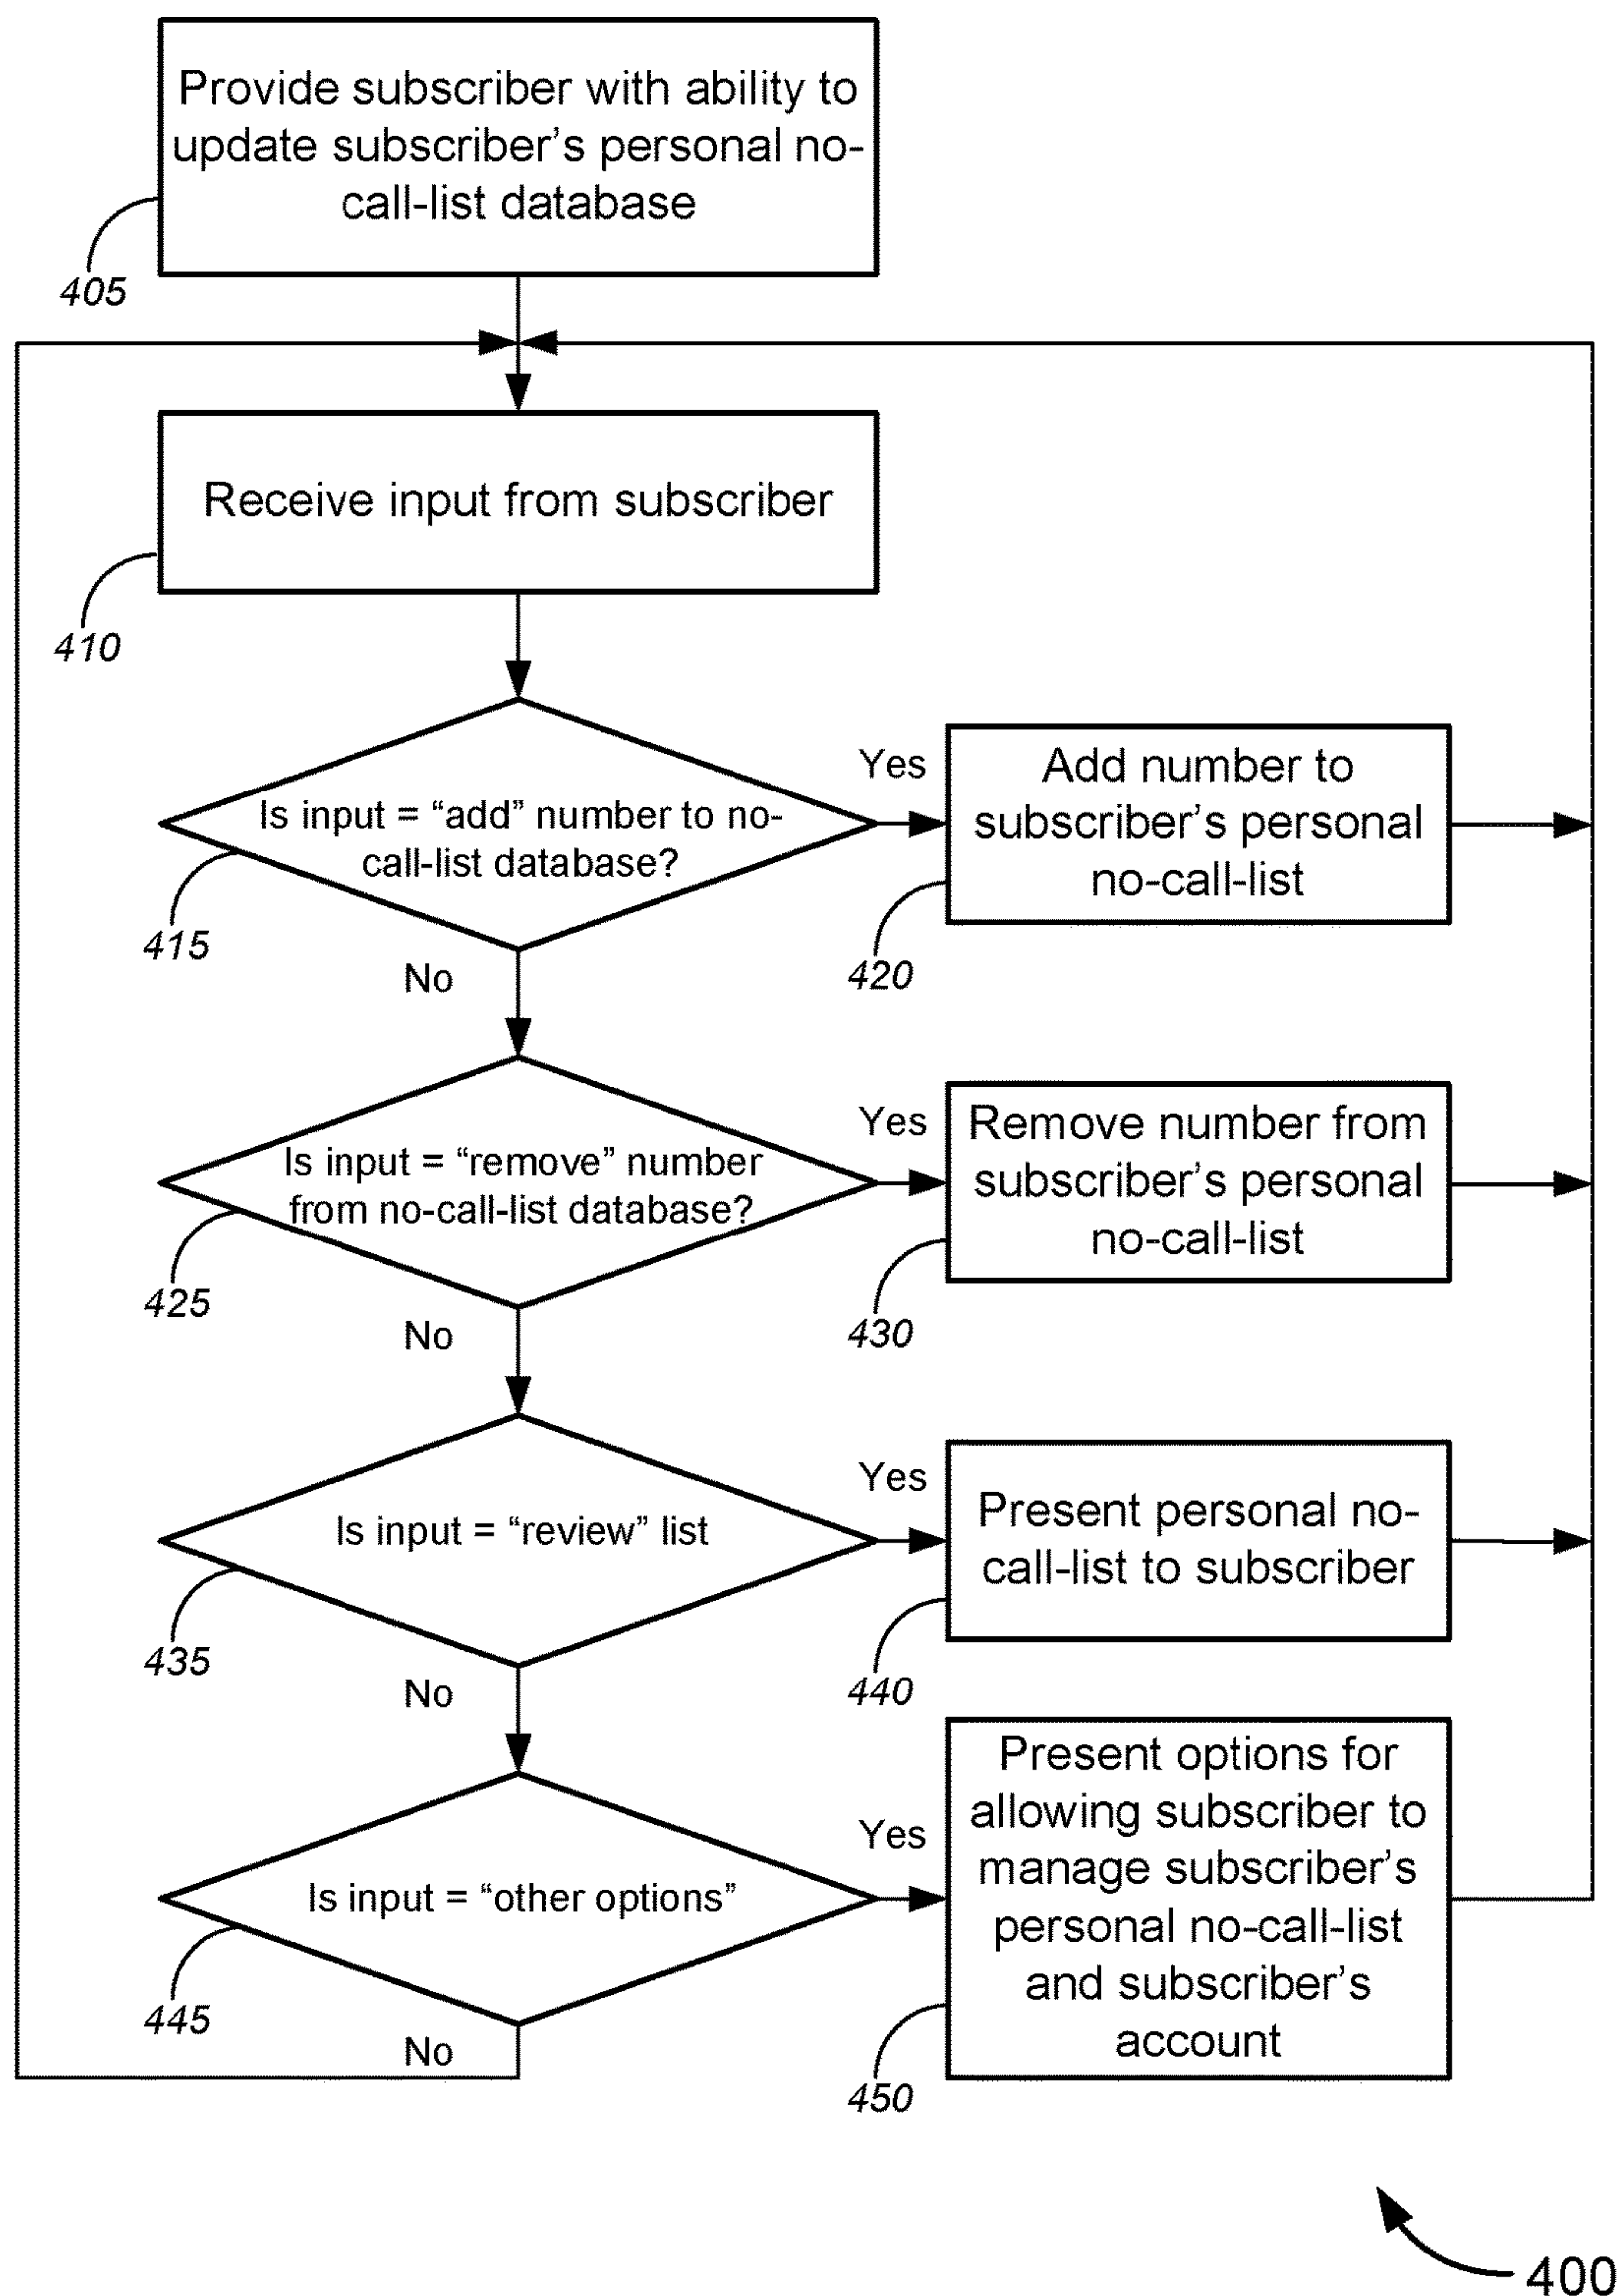 Provide subscriber with ability to
update subscriber’s personal no-
call-list database
405
Receive input from subscriber
410
Is input = “add” number to no-
call-list database?
415
Yes
No
Add number to
subscriber’s personal
no-call-list
420
Is input = “remove” number
from no-call-list database?
425
Yes
No
Remove number from
subscriber’s personal
no-call-list
430
Is input = “review” list
435
Yes
No
Present personal no-
call-list to subscriber
440
Is input = “other options”
445
Yes
No
Present options for
allowing subscriber to
manage subscriber’s
personal no-call-list
and subscriber’s
account
450
400